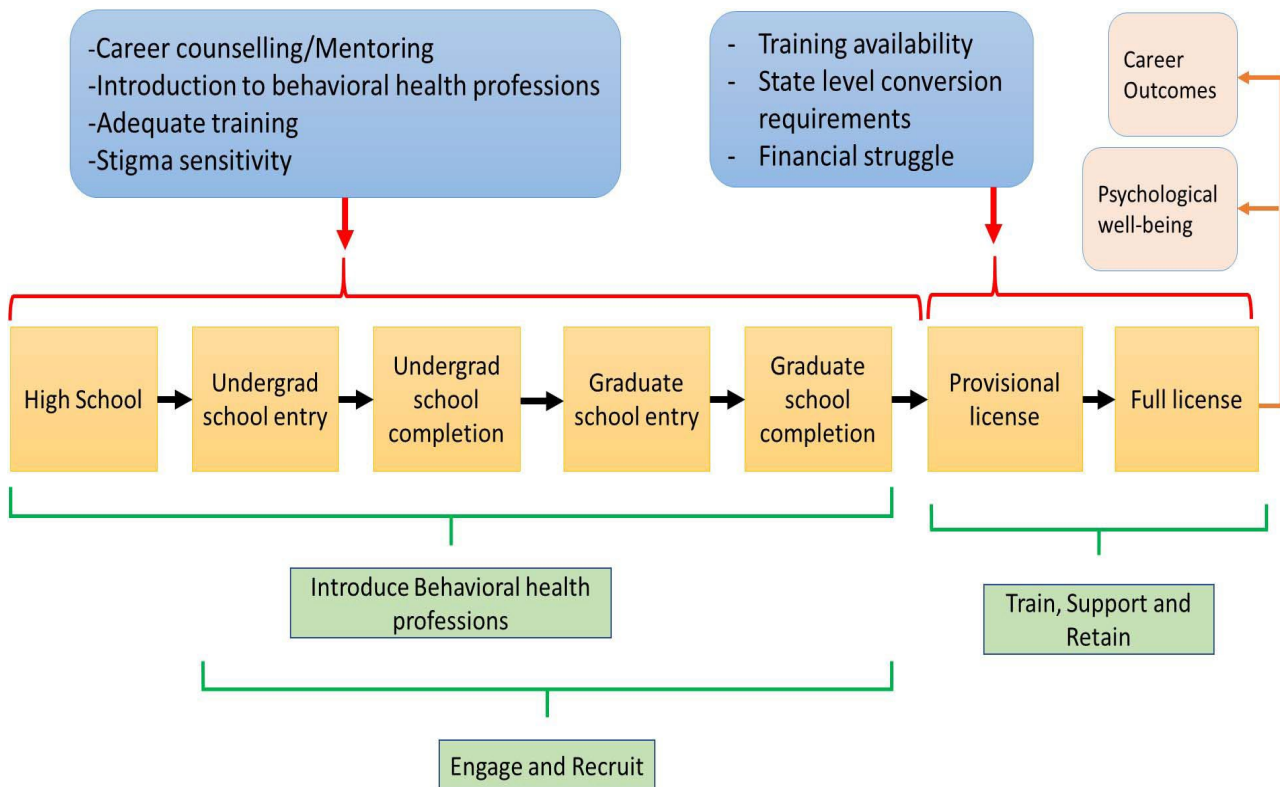 -Career counselling/Mentoring
-Introduction to behavioral health professions
-Adequate training
-Stigma sensitivity
- Training availability
- State level conversion
requirements
- Financial struggle
Career
Outcomes
Psychological
well-being
High School
Undergrad
school entry
Undergrad
school
completion
Graduate
school entry
Graduate
school
completion
Provisional
license
Full license
Introduce Behavioral health
professions
Train, Support and
Retain
Engage and Recruit